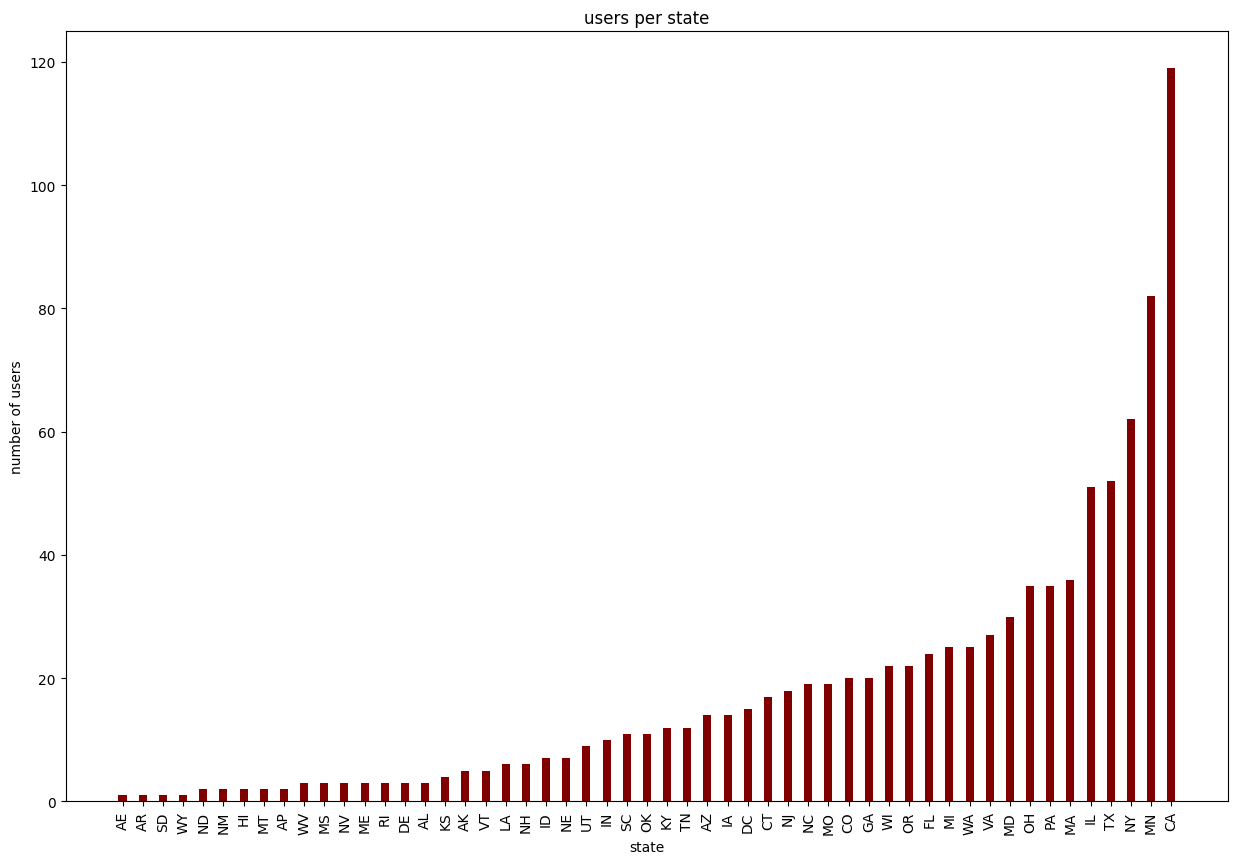 users per state
120
100
80
60
40
20
0
number of users
AE AR SD WY ND NM HI MT AP WV MS NV ME RI DE AL KS AK VT LA NH ID NE UT IN SC OK KY TN AZ IA DC CT NJ NC MO CO GA WI OR FL MI WA VA MD OH PA MA IL TX NY MN CA
state